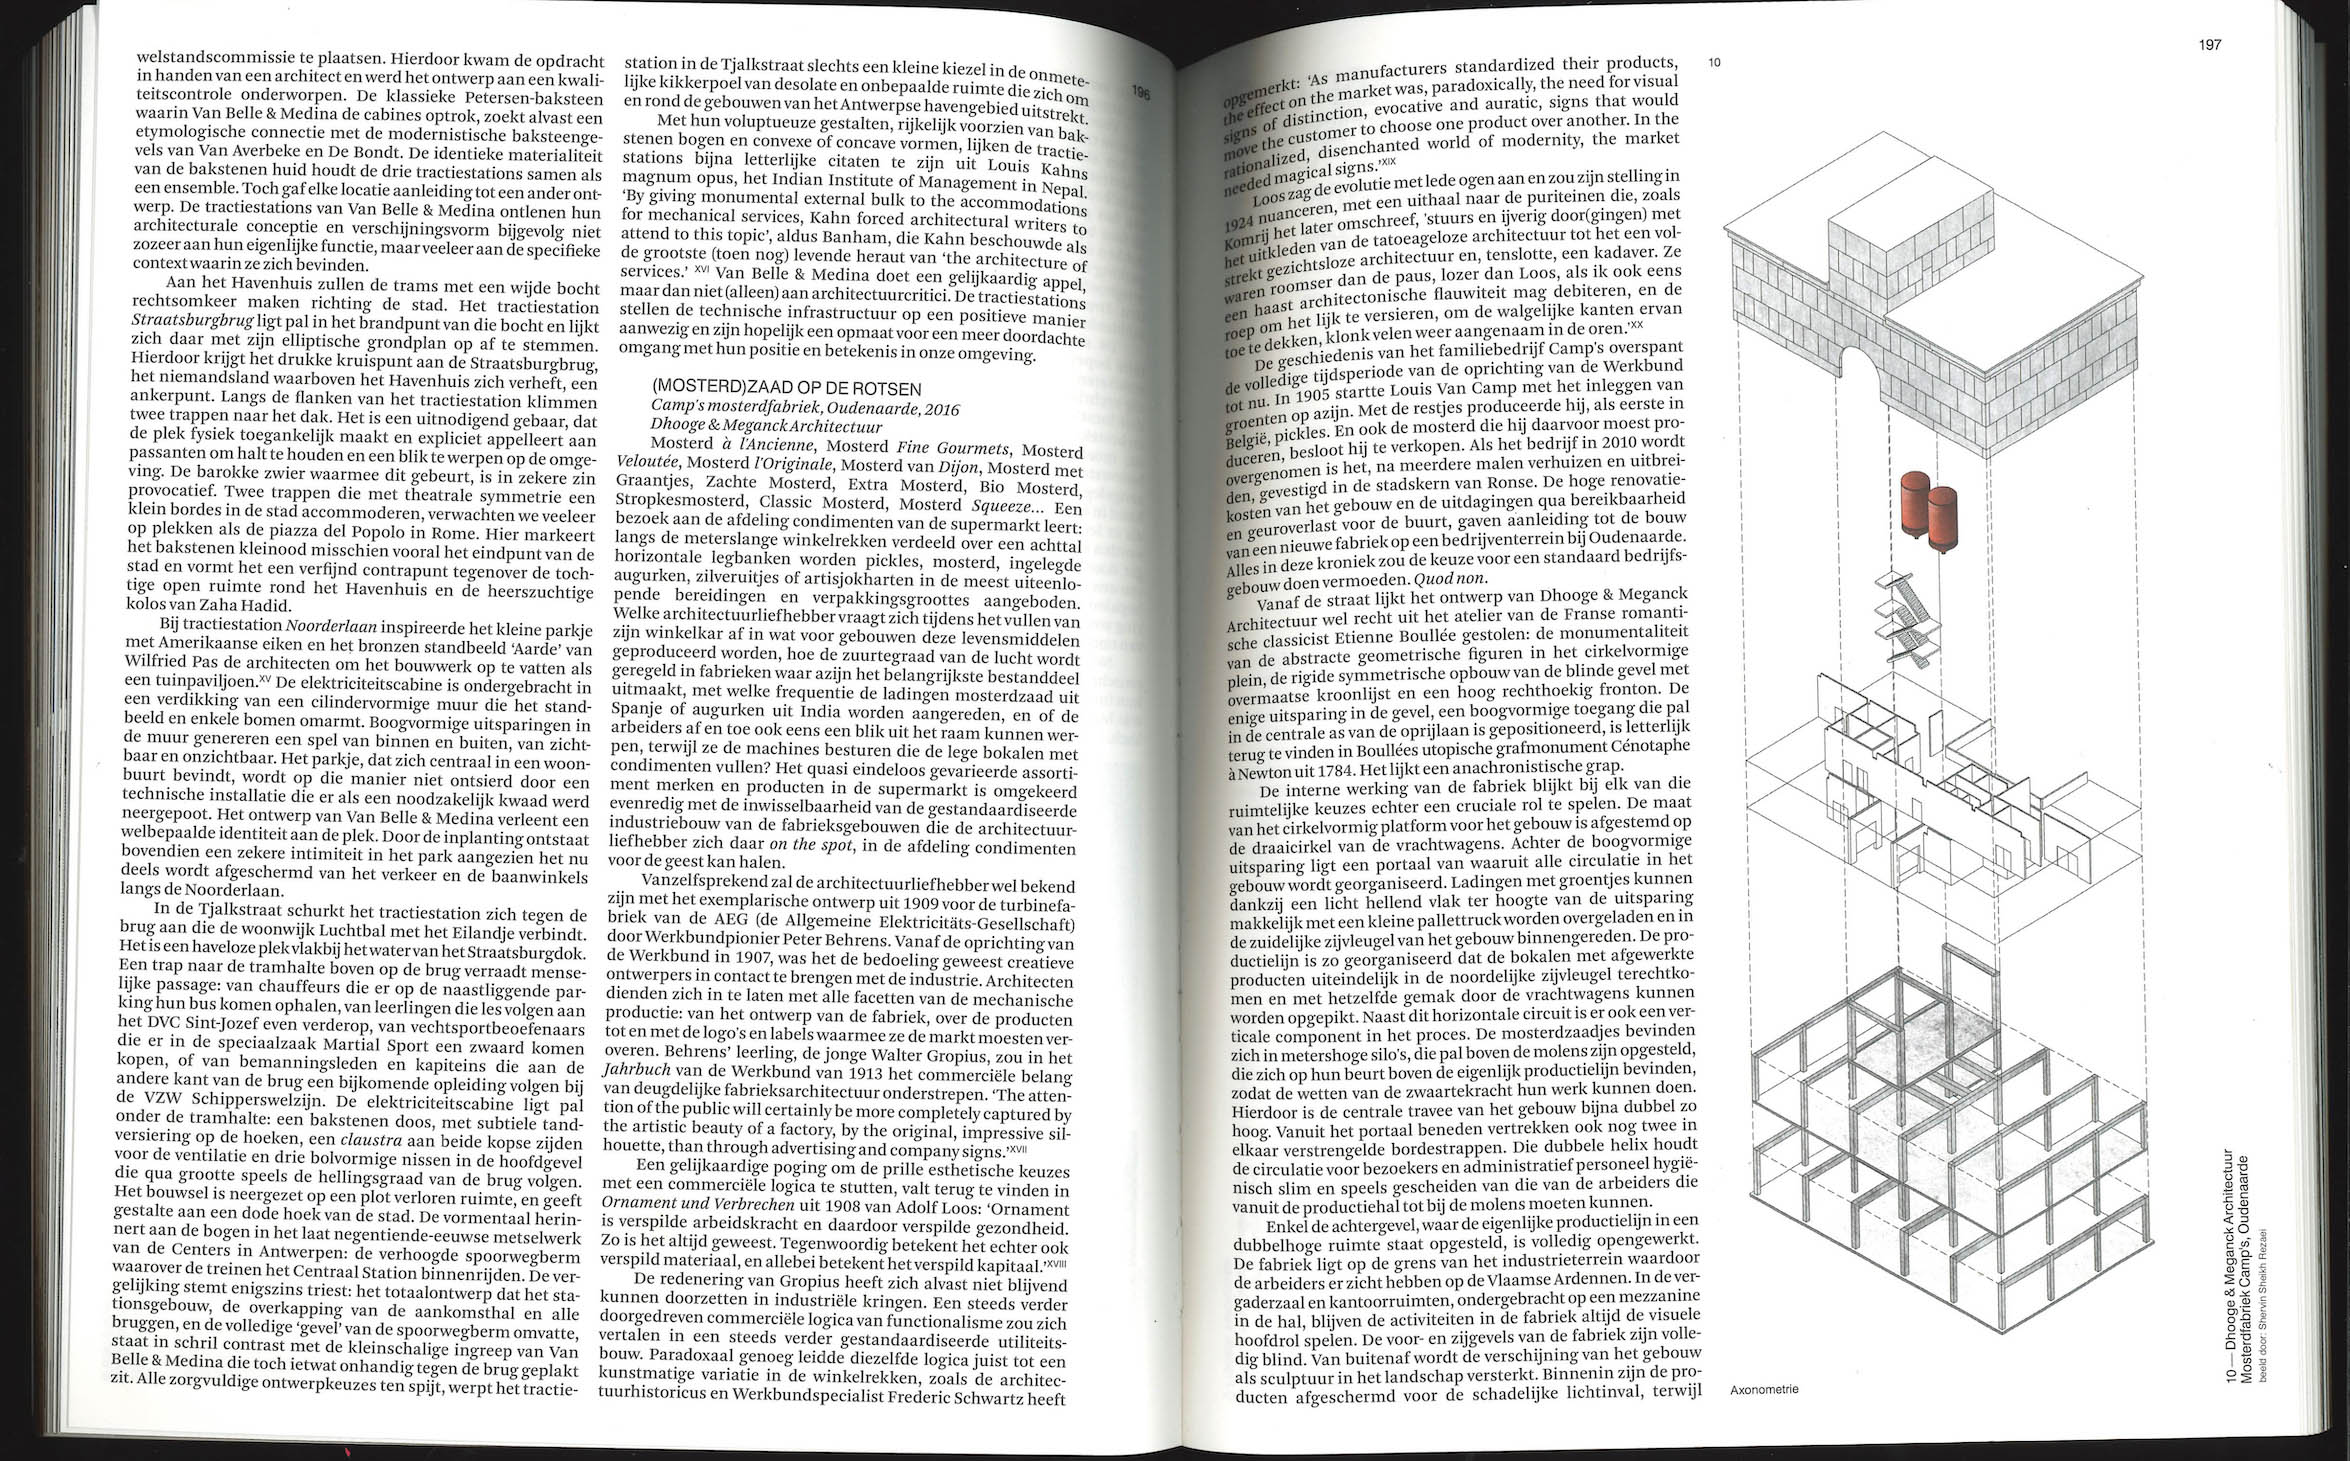 welstandscommissie te plaatsen. Hierdoor kwam de opdracht
in handen van een architect en werd het ontwerp aan een kwali-
teitscontrole onderworpen. De klassieke Petersen-baksteen
waarin Van Belle & Medina de cabines optrok, zoekt alvast een
etymologische connectie met de modernistische baksteenge-
vels van Van Averbeke en De Bondt. De identieke materialiteit
van de bakstenen huid houdt de drie tractiestations samen als
een ensemble. Toch gaf elke locatie aanleiding tot een ander ont-
werp. De tractiestations van Van Belle & Medina ontlenen hun
architecturale conceptie en verschijningsvorm bijgevolg niet
zozeer aan hun eigenlijke functie, maar veeleer aan de specifieke
context waarin ze zich bevinden.
Aan het Havenhuis zullen de trams met een wijde bocht
rechtsomkeer maken richting de stad. Het tractiestation
Straatsburgbrug ligt pal in het brandpunt van die bocht en lijkt
zich daar met zijn elliptische grondplan op af te stemmen.
Hierdoor krijgt het drukke kruispunt aan de Straatsburgbrug,
het niemandsland waarboven het Havenhuis zich verheft, een
ankerpunt. Langs de flanken van het tractiestation klimmen
twee trappen naar het dak. Het is een uitnodigend gebaar, dat
de plek fysiek toegankelijk maakt en expliciet appelleert aan
passanten om halt te houden en een blik te werpen op de omge-
ving. De barokke zwier waarmee dit gebeurt, is in zekere zin
provocatief. Twee trappen die met theatrale symmetrie een
klein bordes in de stad accommoderen, verwachten we veeleer
op plekken als de piazza del Popolo in Rome. Hier markeert
het bakstenen kleinood misschien vooral het eindpunt van de
stad en vormt het een verfijnd contrapunt tegenover de toch-
tige open ruimte rond het Havenhuis en de heerszuchtige
kolos van Zaha Hadid.
Bij tractiestation Noorderlaan inspireerde het kleine parkje
met Amerikaanse eiken en het bronzen standbeeld ‘Aarde’ van
Wilfried Pas de architecten om het bouwwerk op te vatten als
een tuinpaviljoen.XV De elektriciteitscabine is ondergebracht in
een verdikking van een cilindervormige muur die het stand-
beeld en enkele bomen omarmt. Boogvormige uitsparingen in
de muur genereren een spel van binnen en buiten, van zicht-
baar en onzichtbaar. Het parkje, dat zich centraal in een woon-
buurt bevindt, wordt op die manier niet ontsierd door een
technische installatie die er als een noodzakelijk kwaad werd
neergepoot. Het ontwerp van Van Belle & Medina verleent een
welbepaalde identiteit aan de plek. Door de inplanting ontstaat
bovendien een zekere intimiteit in het park aangezien het nu
deels wordt afgeschermd van het verkeer en de baanwinkels
langs de Noorderlaan.
In de Tjalkstraat schurkt het tractiestation zich tegen de
brug aan die de woonwijk Luchtbal met het Eilandje verbindt.
Het is een haveloze plek vlakbij het water van het Straatsburgdok.
Een trap naar de tramhalte boven op de brug verraadt mense-
lijke passage: van chauffeurs die er op de naastliggende par-
king hun bus komen ophalen, van leerlingen die les volgen aan
het DVC Sint-Jozef even verderop, van vechtsportbeoefenaars
die er in de speciaalzaak Martial Sport een zwaard komen
kopen, of van bemanningsleden en kapiteins die aan de
andere kant van de brug een bijkomende opleiding volgen bij
de VZW Schipperswelzijn. De elektriciteitscabine ligt pal
onder de tramhalte: een bakstenen doos, met subtiele tand-
versiering op de hoeken, een claustra aan beide kopse zijden
voor de ventilatie en drie bolvormige nissen in de hoofdgevel
die qua grootte speels de hellingsgraad van de brug volgen.
Het bouwsel is neergezet op een plot verloren ruimte, en geeft
gestalte aan een dode hoek van de stad. De vormentaal herin-
nert aan de bogen in het laat negentiende-eeuwse metselwerk
van de Centers in Antwerpen: de verhoogde spoorwegberm
waarover de treinen het Centraal Station binnenrijden. De ver-
gelijking stemt enigszins triest: het totaalontwerp dat het sta-
tionsgebouw, de overkapping van de aankomsthal en alle
bruggen, en de volledige ‘gevel’ van de spoorwegberm omvatte,
staat in schril contrast met de kleinschalige ingreep van Van
Belle & Medina die toch ietwat onhandig tegen de brug geplakt
zit. Alle zorgvuldige ontwerpkeuzes ten spijt, werpt het tractie-
station in de Tjalkstraat slechts een kleine kiezel in de onmete-
lijke kikkerpoel van desolate en onbepaalde ruimte die zich om
en rond de gebouwen van het Antwerpse havengebied uitstrekt.
Met hun voluptueuze gestalten, rijkelijk voorzien van bak-
stenen bogen en convexe of concave vormen, lijken de tractie-
stations bijna letterlijke citaten te zijn uit Louis Kahns
magnum opus, het Indian Institute of Management in Nepal.
‘By giving monumental external bulk to the accommodations
for mechanical services, Kahn forced architectural writers to
attend to this topic’, aldus Banham, die Kahn beschouwde als
de grootste (toen nog) levende heraut van ‘the architecture of
services.’ XVI Van Belle & Medina doet een gelijkaardig appel,
maar dan niet (alleen) aan architectuurcritici. De tractiestations
stellen de technische infrastructuur op een positieve manier
aanwezig en zijn hopelijk een opmaat voor een meer doordachte
omgang met hun positie en betekenis in onze omgeving.
(MOSTERD)ZAAD OP DE ROTSEN
Camp's mosterdfabriek, Oudenaarde, 2016
Dhooge & Meganck Architectuur
Mosterd à l'Ancienne, Mosterd Fine Gourmets, Mosterd
Veloutée, Mosterd l'Originale, Mosterd van Dijon, Mosterd met
Graantjes, Zachte Mosterd, Extra Mosterd, Bio Mosterd,
Stropkesmosterd, Classic Mosterd, Mosterd Squeeze... Een
bezoek aan de afdeling condimenten van de supermarkt leert:
langs de meterslange winkelrekken verdeeld over een achttal
horizontale legbanken worden pickles, mosterd, ingelegde
augurken, zilveruitjes of artisjokharten in de meest uiteenlo-
pende bereidingen en verpakkingsgroottes aangeboden.
Welke architectuurliefhebber vraagt zich tijdens het vullen van
zijn winkelkar af in wat voor gebouwen deze levensmiddelen
geproduceerd worden, hoe de zuurtegraad van de lucht wordt
geregeld in fabrieken waar azijn het belangrijkste bestanddeel
uitmaakt, met welke frequentie de ladingen mosterdzaad uit
Spanje of augurken uit India worden aangereden, en of de
arbeiders af en toe ook eens een blik uit het raam kunnen wer-
pen, terwijl ze de machines besturen die de lege bokalen met
condimenten vullen? Het quasi eindeloos gevarieerde assorti-
ment merken en producten in de supermarkt is omgekeerd
evenredig met de inwisselbaarheid van de gestandaardiseerde
industriebouw van de fabrieksgebouwen die de architectuur-
liefhebber zich daar on the spot, in de afdeling condimenten
voor de geest kan halen.
Vanzelfsprekend zal de architectuurliefhebber wel bekend
zijn met het exemplarische ontwerp uit 1909 voor de turbinefa-
briek van de AEG (de Allgemeine Elektricitäts-Gesellschaft)
door Werkbundpionier Peter Behrens. Vanaf de oprichting van
de Werkbund in 1907, was het de bedoeling geweest creatieve
ontwerpers in contact te brengen met de industrie. Architecten
dienden zich in te laten met alle facetten van de mechanische
productie: van het ontwerp van de fabriek, over de producten
tot en met de logo's en labels waarmee ze de markt moesten ver-
overen. Behrens’ leerling, de jonge Walter Gropius, zou in het
Jahrbuch van de Werkbund van 1913 het commerciële belang
van deugdelijke fabrieksarchitectuur onderstrepen. ‘The atten-
tion of the public will certainly be more completely captured by
the artistic beauty of a factory, by the original, impressive sil-
houette, than through advertising and company signs.’XVII
Een gelijkaardige poging om de prille esthetische keuzes
met een commerciële logica te stutten, valt terug te vinden in
Ornament und Verbrechen uit 1908 van Adolf Loos: ‘Ornament
is verspilde arbeidskracht en daardoor verspilde gezondheid.
Zo is het altijd geweest. Tegenwoordig betekent het echter ook
verspild materiaal, en allebei betekent het verspild kapitaal.’XVIII
De redenering van Gropius heeft zich alvast niet blijvend
kunnen doorzetten in industriële kringen. Een steeds verder
doorgedreven commerciële logica van functionalisme zou zich
vertalen in een steeds verder gestandaardiseerde utiliteits-
bouw. Paradoxaal genoeg leidde diezelfde logica juist tot een
kunstmatige variatie in de winkelrekken, zoals de architec-
tuurhistoricus en Werkbundspecialist Frederic Schwartz heeft
196
opgemerkt: ‘As manufacturers standardized their products,
the effect on the market was, paradoxically, the need for visual
signs of distinction, evocative and auratic, signs that would
move the customer to choose one product over another. In the
rationalized, disenchanted world of modernity, the market
needed magical signs.’XIX
Loos zag de evolutie met lede ogen aan en zou zijn stelling in
1924 nuanceren, met een uithaal naar de puriteinen die, zoals
Komrij het later omschreef, 'stuurs en ijverig door(gingen) met
het uitkleden van de tatoeageloze architectuur tot het een vol-
strekt gezichtsloze architectuur en, tenslotte, een kadaver. Ze
waren roomser dan de paus, lozer dan Loos, als ik ook eens
een haast architectonische flauwiteit mag debiteren, en de
roep om het lijk te versieren, om de walgelijke kanten ervan
toe te dekken, klonk velen weer aangenaam in de oren.’XX
De geschiedenis van het familiebedrijf Camp's overspant
de volledige tijdsperiode van de oprichting van de Werkbund
tot nu. In 1905 startte Louis Van Camp met het inleggen van
groenten op azijn. Met de restjes produceerde hij, als eerste in
België, pickles. En ook de mosterd die hij daarvoor moest pro-
duceren, besloot hij te verkopen. Als het bedrijf in 2010 wordt
overgenomen is het, na meerdere malen verhuizen en uitbrei-
den, gevestigd in de stadskern van Ronse. De hoge renovatie-
kosten van het gebouw en de uitdagingen qua bereikbaarheid
en geuroverlast voor de buurt, gaven aanleiding tot de bouw
van een nieuwe fabriek op een bedrijventerrein bij Oudenaarde.
Alles in deze kroniek zou de keuze voor een standaard bedrijfs-
gebouw doen vermoeden. Quod non.
Vanaf de straat lijkt het ontwerp van Dhooge & Meganck
Architectuur wel recht uit het atelier van de Franse romanti-
sche classicist Etienne Boullée gestolen: de monumentaliteit
van de abstracte geometrische figuren in het cirkelvormige
plein, de rigide symmetrische opbouw van de blinde gevel met
overmaatse kroonlijst en een hoog rechthoekig fronton. De
enige uitsparing in de gevel, een boogvormige toegang die pal
in de centrale as van de oprijlaan is gepositioneerd, is letterlijk
terug te vinden in Boullées utopische grafmonument Cénotaphe
à Newton uit 1784. Het lijkt een anachronistische grap.
De interne werking van de fabriek blijkt bij elk van die
ruimtelijke keuzes echter een cruciale rol te spelen. De maat
van het cirkelvormig platform voor het gebouw is afgestemd op
de draaicirkel van de vrachtwagens. Achter de boogvormige
uitsparing ligt een portaal van waaruit alle circulatie in het
gebouw wordt georganiseerd. Ladingen met groentjes kunnen
dankzij een licht hellend vlak ter hoogte van de uitsparing
makkelijk met een kleine pallettruck worden overgeladen en in
de zuidelijke zijvleugel van het gebouw binnengereden. De pro-
ductielijn is zo georganiseerd dat de bokalen met afgewerkte
producten uiteindelijk in de noordelijke zijvleugel terechtko-
men en met hetzelfde gemak door de vrachtwagens kunnen
worden opgepikt. Naast dit horizontale circuit is er ook een ver-
ticale component in het proces. De mosterdzaadjes bevinden
zich in metershoge silo's, die pal boven de molens zijn opgesteld,
die zich op hun beurt boven de eigenlijk productielijn bevinden,
zodat de wetten van de zwaartekracht hun werk kunnen doen.
Hierdoor is de centrale travee van het gebouw bijna dubbel zo
hoog. Vanuit het portaal beneden vertrekken ook nog twee in
elkaar verstrengelde bordestrappen. Die dubbele helix houdt
de circulatie voor bezoekers en administratief personeel hygië-
nisch slim en speels gescheiden van die van de arbeiders die
vanuit de productiehal tot bij de molens moeten kunnen.
Enkel de achtergevel, waar de eigenlijke productielijn in een
dubbelhoge ruimte staat opgesteld, is volledig opengewerkt.
De fabriek ligt op de grens van het industrieterrein waardoor
de arbeiders er zicht hebben op de Vlaamse Ardennen. In de ver-
gaderzaal en kantoorruimten, ondergebracht op een mezzanine
in de hal, blijven de activiteiten in de fabriek altijd de visuele
hoofdrol spelen. De voor- en zijgevels van de fabriek zijn volle-
dig blind. Van buitenaf wordt de verschijning van het gebouw
als sculptuur in het landschap versterkt. Binnenin zijn de pro-
ducten afgeschermd voor de schadelijke lichtinval, terwijl
10
197
Axonometrie
10 — Dhooge & Meganck Architectuur
Mosterdfabriek Camp's, Oudenaarde
beeld door: Shervin Sheikh Rezaei